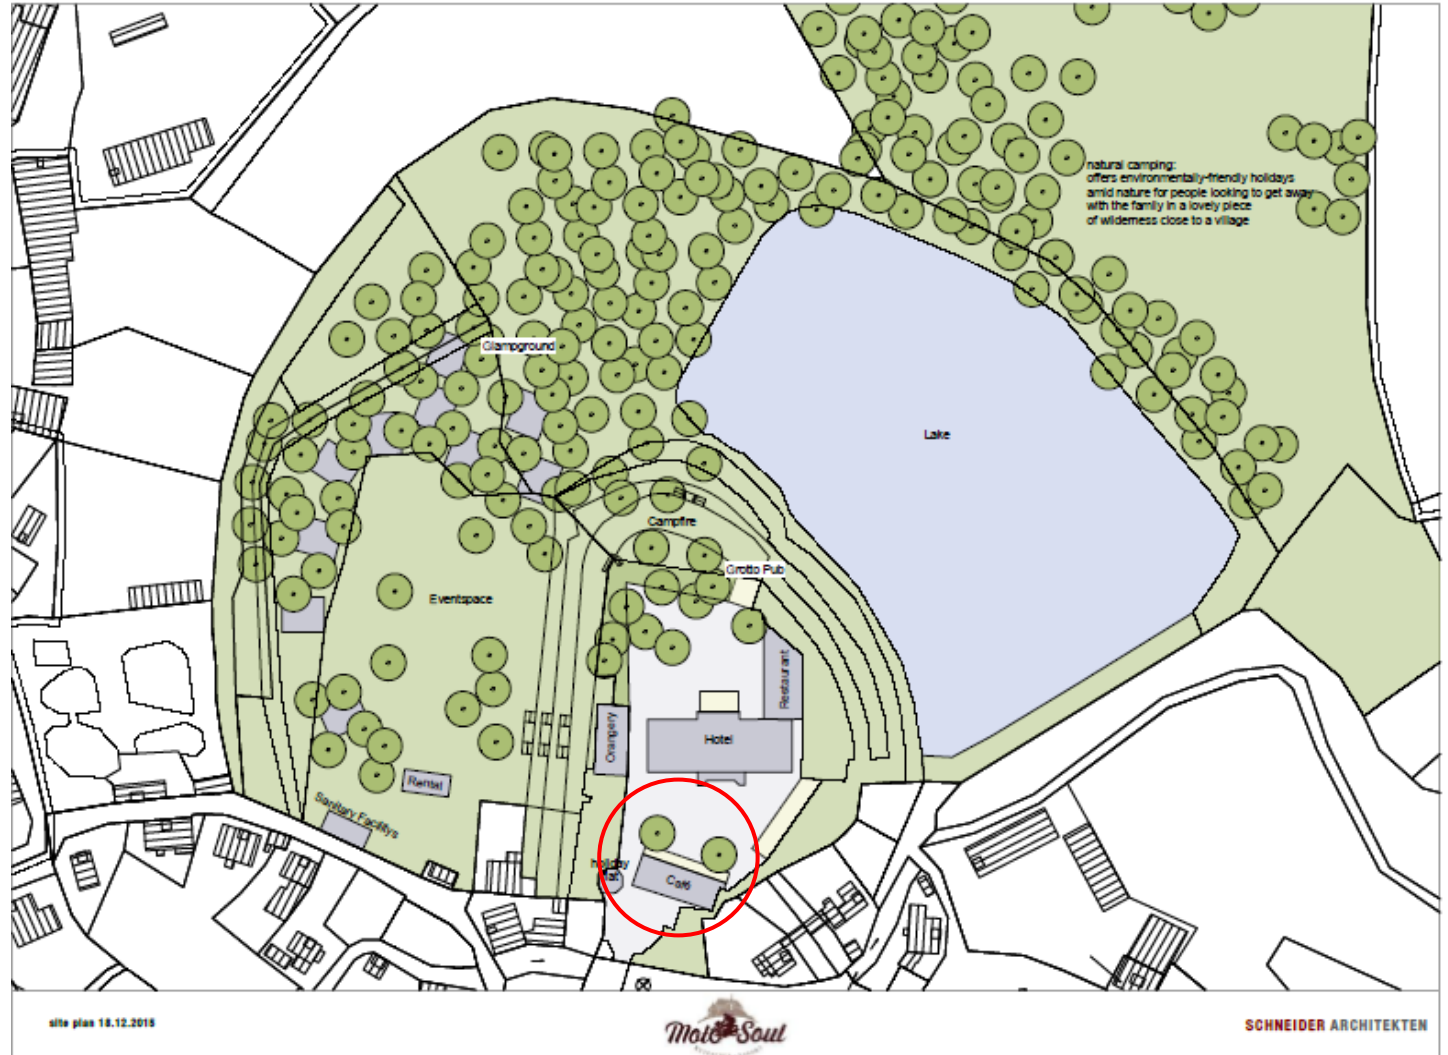 natural camping:
offers environmentally-friendly holidays
amid nature for people looking to get away
with the family in a lovely piece
of wilderness close to a village
Glampground
Lake
Campfire
Grotto Pub
Eventspace
Restaurant
Orangery
Hotel
Rental
Sanitary Facilitys
holiday
flat
Café
site plan 18.12.2015
Moto Soul
SCHNEIDER ARCHITEKTEN